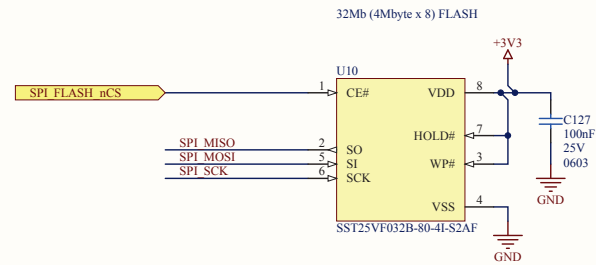 32Mb (4Mbyte x 8) FLASH
+3V3
U10
SPI_FLASH_nCS
1
CE#
VDD
8
C127
100nF
25V
0603
HOLD#
7
SPI_MISO
2
SO
SPI_MOSI
5
SI
WP#
3
SPI_SCK
6
SCK
GND
VSS
4
SST25VF032B-80-4I-S2AF
GND